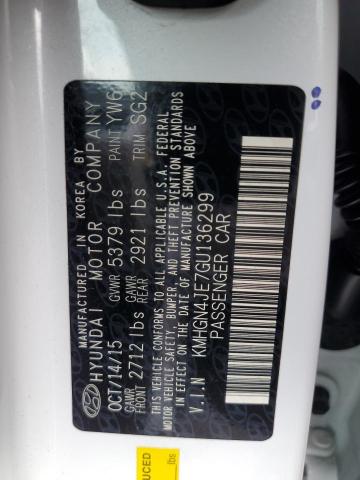 MANUFACTURED IN KOREA BY
HYUNDAI MOTOR COMPANY
OCT/14/15 GVWR 5379 lbs PAINT
GAWR FRONT 2712 lbs GAWR REAR 2921 lbs TRIM SG2
THIS VEHICLE CONFORMS TO ALL APPLICABLE U.S.A. FEDERAL
MOTOR VEHICLE SAFETY, BUMPER, AND THEFT PREVENTION STANDARDS
IN EFFECT ON THE DATE OF MANUFACTURE SHOWN ABOVE
V.I.N KMHGN4JE7GU136299
PASSENGER CAR
UCED
lbs